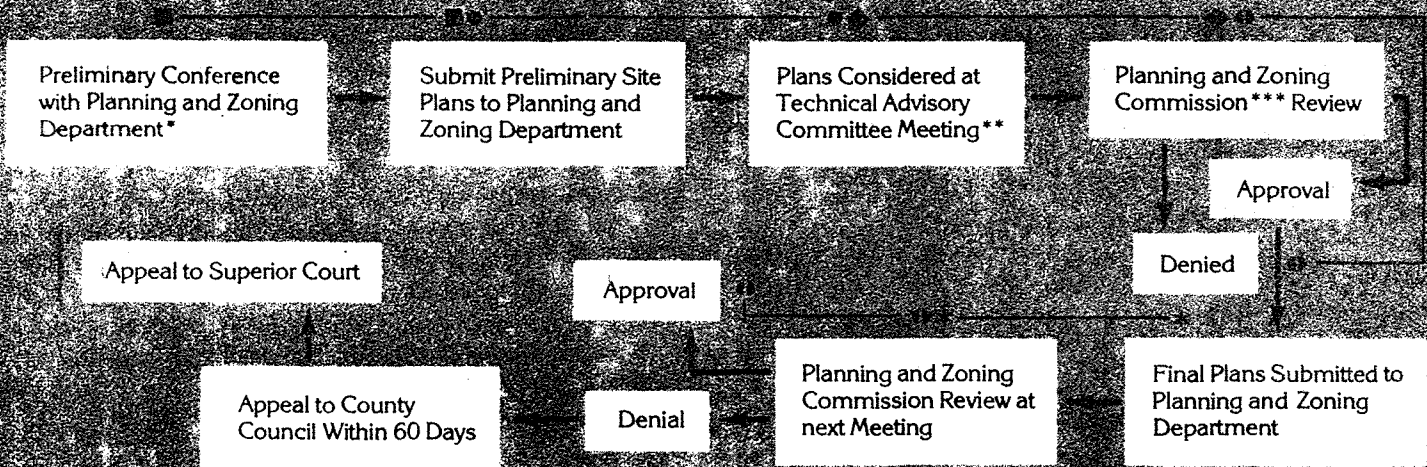 Preliminary Conference
with Planning and Zoning
Department*
Submit Preliminary Site
Plans to Planning and
Zoning Department
Plans Considered at
Technical Advisory
Committee Meeting**
Planning and Zoning
Commission*** Review
Approval
Denied
Final Plans Submitted to
Planning and Zoning
Department
Planning and Zoning
Commission Review at
next Meeting
Approval
Denial
Appeal to County
Council Within 60 Days
Appeal to Superior Court